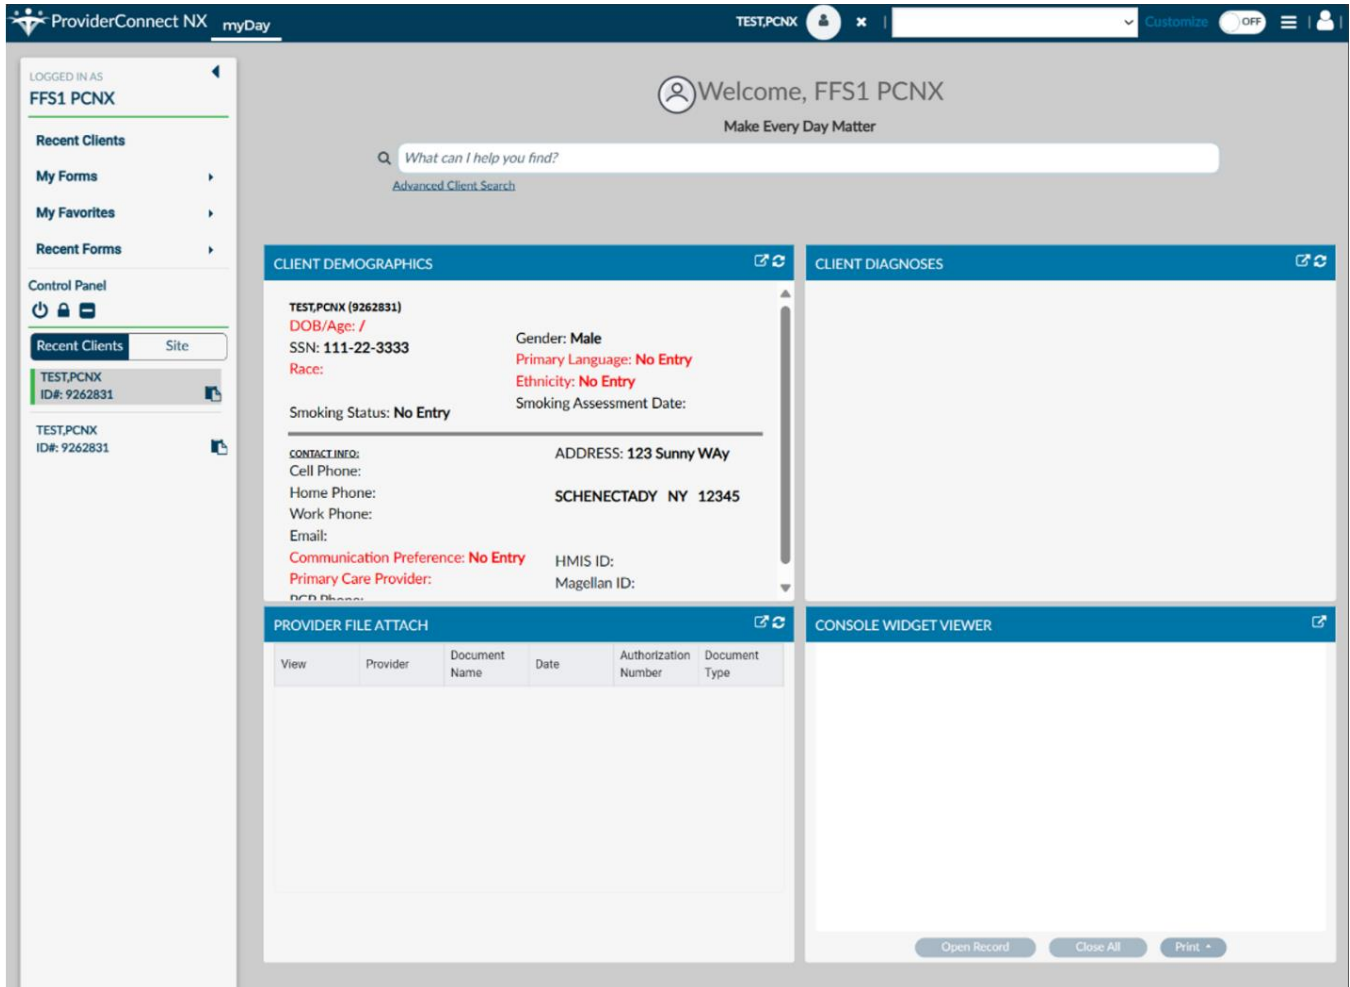 ProviderConnect NX myDay TEST,PCNX Customize OFF
LOGGED IN AS
FFS1 PCNX
Recent Clients
My Forms
My Favorites
Recent Forms
Control Panel
Recent Clients Site
TEST,PCNX
ID#: 9262831
TEST,PCNX
ID#: 9262831
Welcome, FFS1 PCNX
Make Every Day Matter
What can I help you find?
Advanced Client Search
CLIENT DEMOGRAPHICS
TEST,PCNX (9262831)
DOB/Age: /
SSN: 111-22-3333
Race:
Smoking Status: No Entry
Gender: Male
Primary Language: No Entry
Ethnicity: No Entry
Smoking Assessment Date:
CONTACT INFO:
Cell Phone:
Home Phone:
Work Phone:
Email:
Communication Preference: No Entry
Primary Care Provider:
PCP Phone:
ADDRESS: 123 Sunny WAy
SCHENECTADY NY 12345
HMIS ID:
Magellan ID:
CLIENT DIAGNOSES
PROVIDER FILE ATTACH
View Provider Document Name Date Authorization Number Document Type
CONSOLE WIDGET VIEWER
Open Record Close All Print